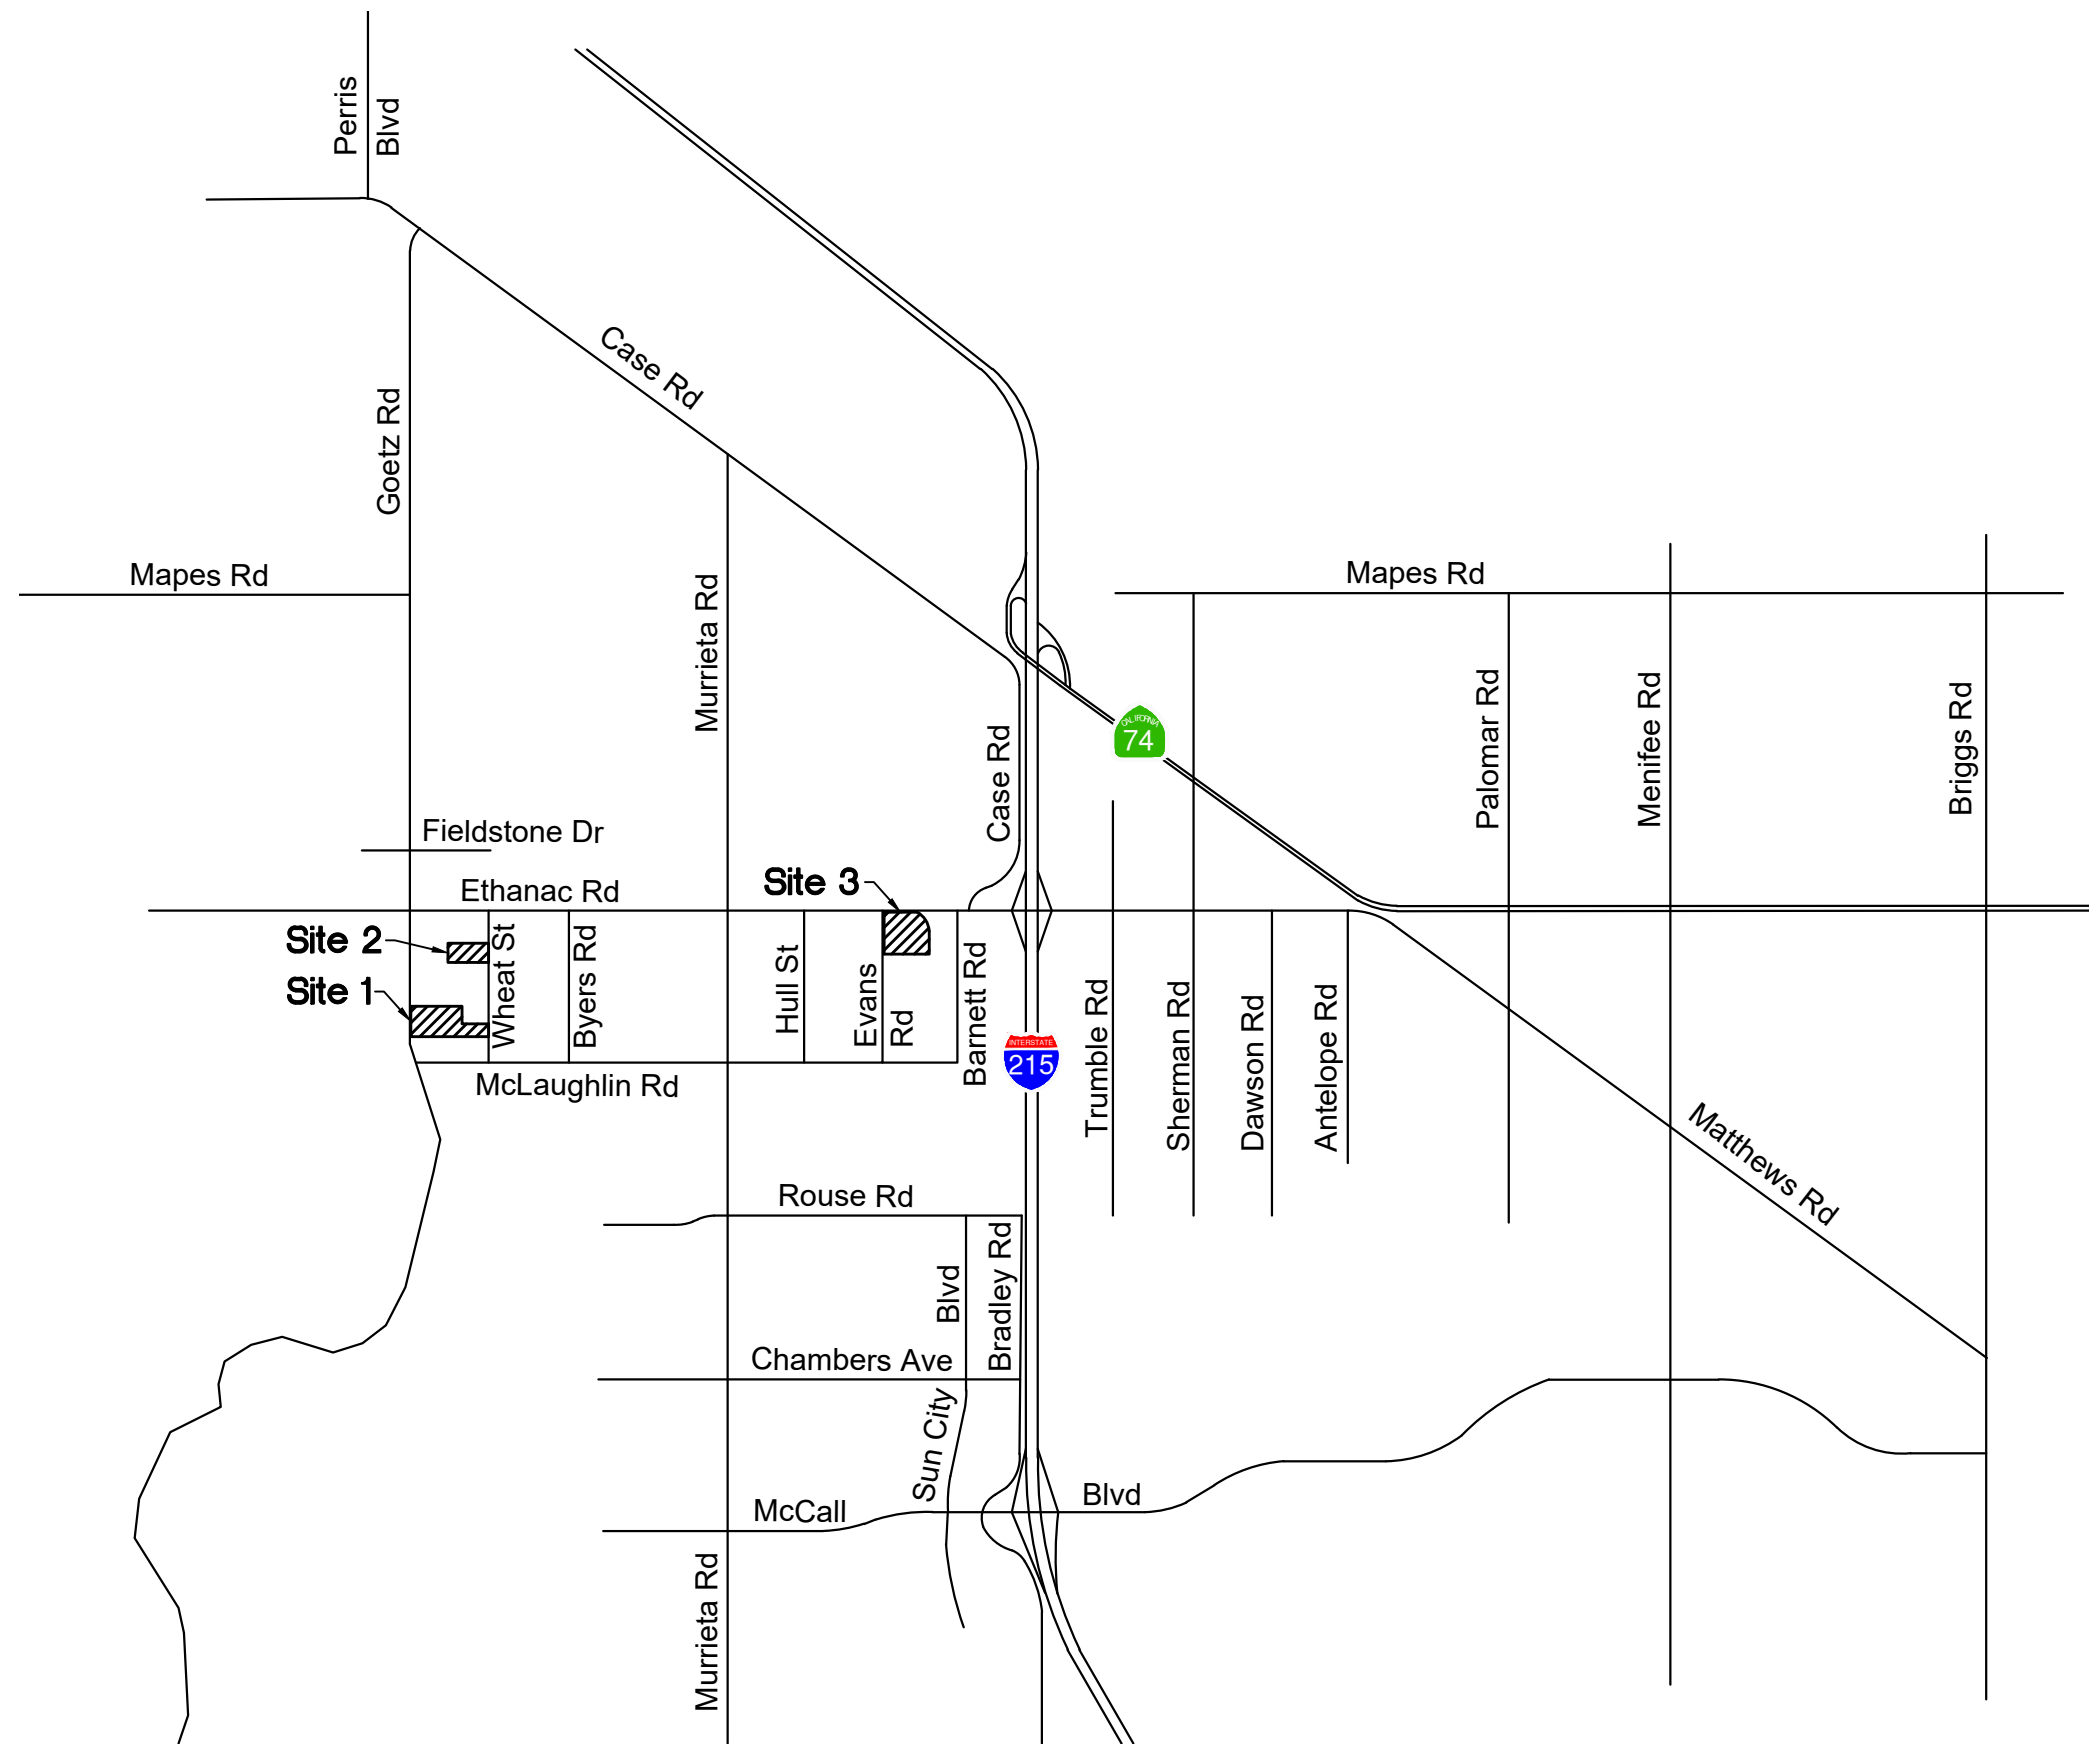 Perris
Blvd
Case Rd
Goetz Rd
Mapes Rd
Mapes Rd
Murrieta Rd
Palomar Rd
Menifee Rd
Briggs Rd
CALIFORNIA
74
Case Rd
Fieldstone Dr
Ethanac Rd
Site 3
Site 2
Site 1
Wheat St
Byers Rd
Hull St
Evans
Rd
Barnett Rd
INTERSTATE
215
Trumble Rd
Sherman Rd
Dawson Rd
Antelope Rd
McLaughlin Rd
Matthews Rd
Rouse Rd
Blvd
Bradley Rd
Chambers Ave
Sun City
McCall
Blvd
Murrieta Rd